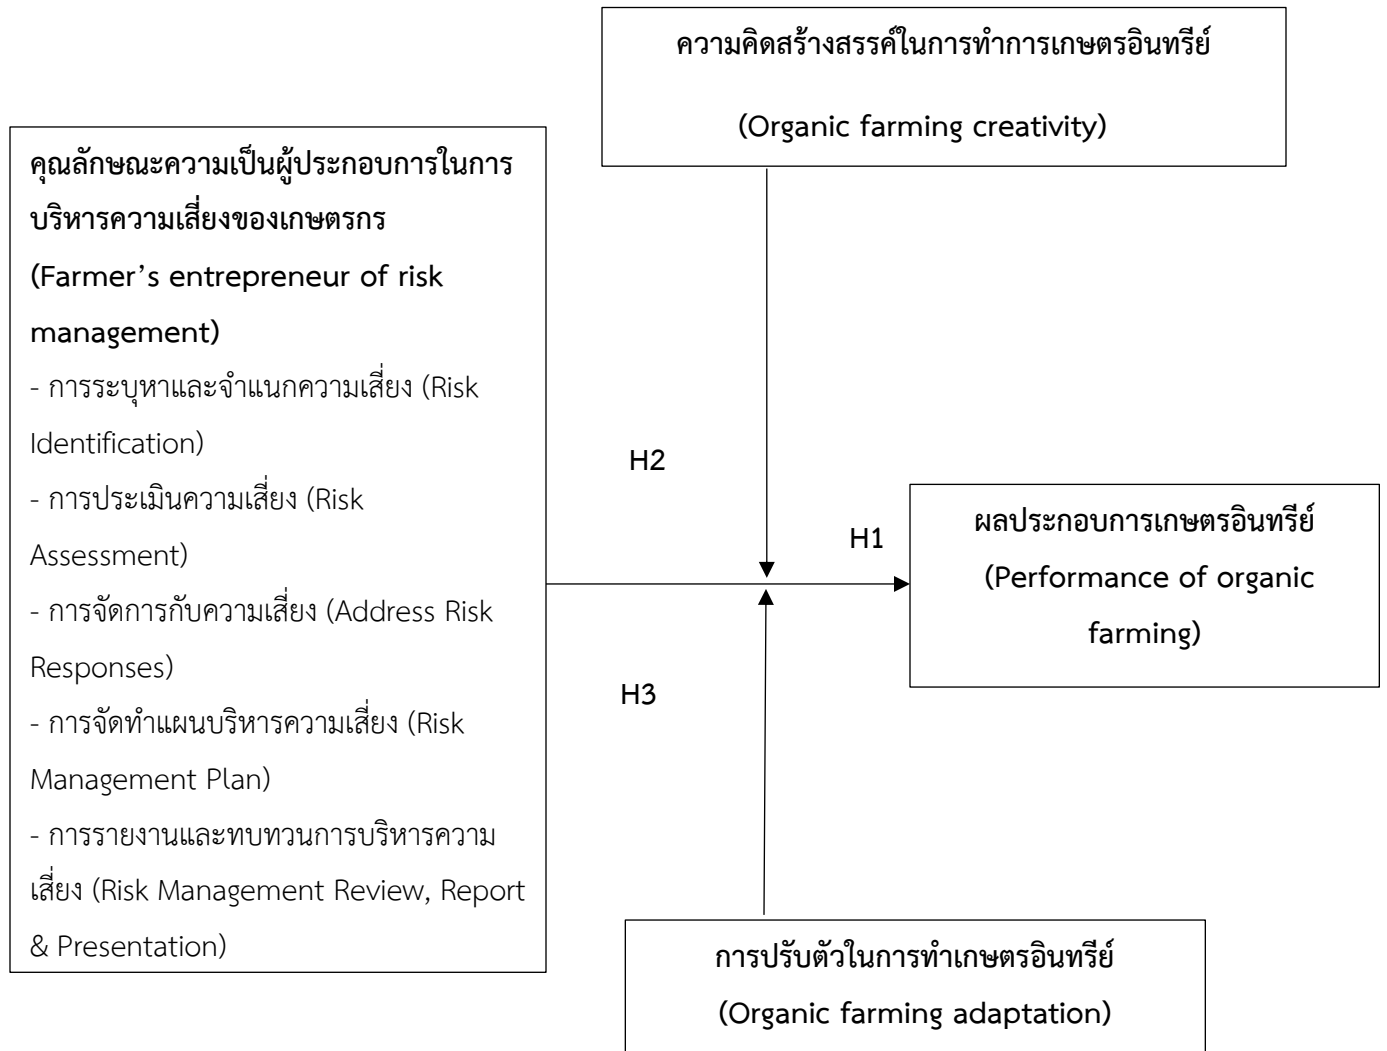 ความคิดสร้างสรรค์ในการทำการเกษตรอินทรีย์
(Organic farming creativity)
คุณลักษณะความเป็นผู้ประกอบการในการ
บริหารความเสี่ยงของเกษตรกร
(Farmer’s entrepreneur of risk
management)
- การระบุหาและจำแนกความเสี่ยง (Risk
Identification)
- การประเมินความเสี่ยง (Risk
Assessment)
- การจัดการกับความเสี่ยง (Address Risk
Responses)
- การจัดทำแผนบริหารความเสี่ยง (Risk
Management Plan)
- การรายงานและทบทวนการบริหารความ
เสี่ยง (Risk Management Review, Report
& Presentation)
H2
H1
H3
ผลประกอบการเกษตรอินทรีย์
(Performance of organic
farming)
การปรับตัวในการทำเกษตรอินทรีย์
(Organic farming adaptation)